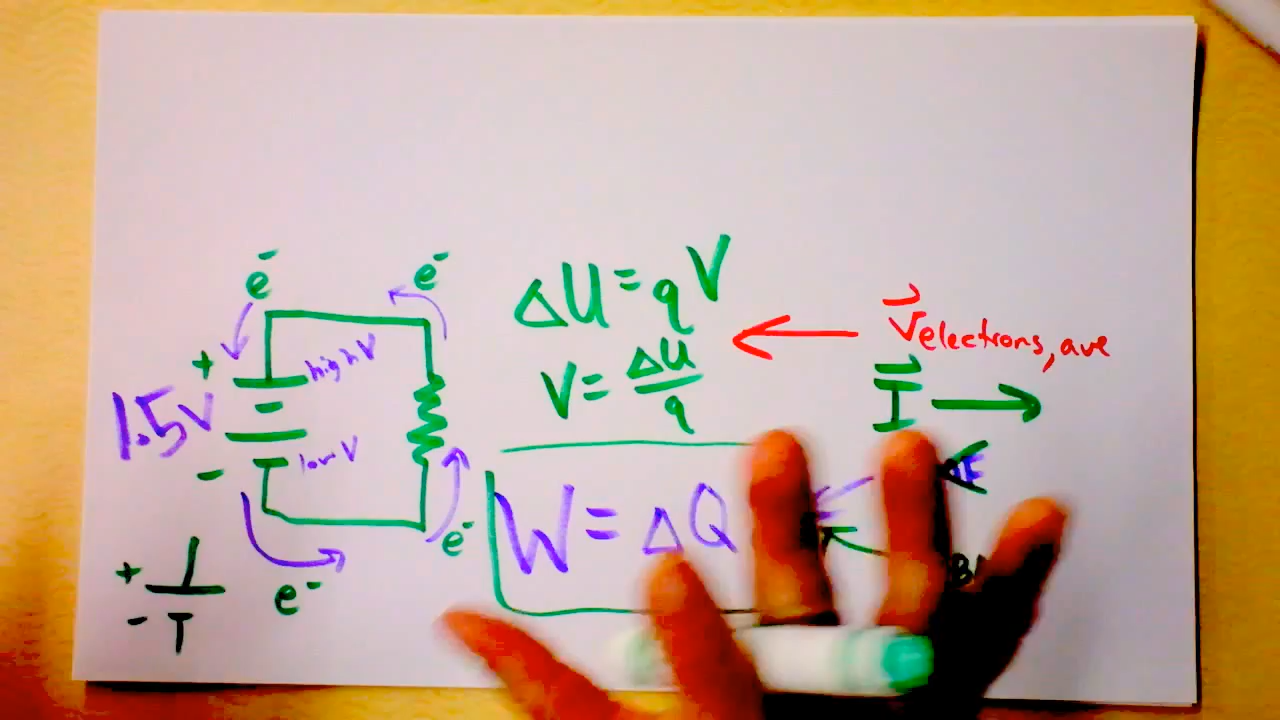 e⁻
e⁻
+
high V
1.5V
low V
-
e⁻
e⁻
+
-
ΔU = qV
V = ΔU/q
W = ΔQ
v⃗electrons, ave
I⃗